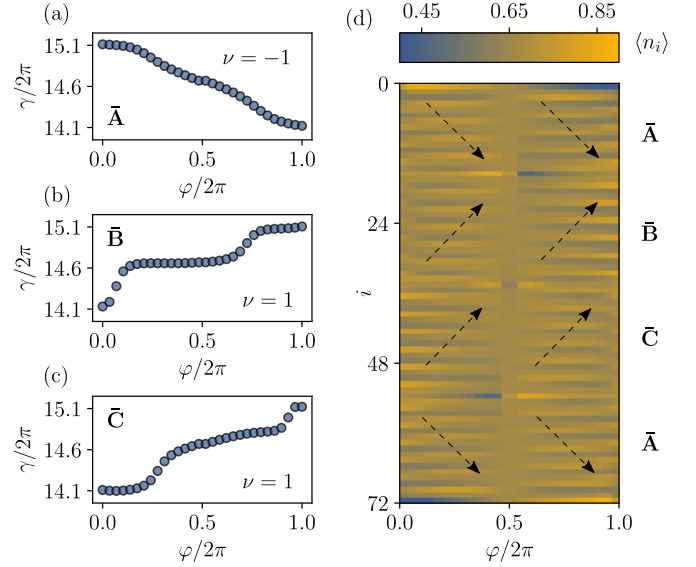 (a)
15.1
14.6
14.1
γ/2π
ν = −1
Ā
0.0 0.5 1.0
φ/2π
(b)
15.1
14.6
14.1
γ/2π
B̄
ν = 1
0.0 0.5 1.0
φ/2π
(c)
15.1
14.6
14.1
γ/2π
C̄
ν = 1
0.0 0.5 1.0
φ/2π
(d)
0.45 0.65 0.85
⟨n_i⟩
0
24
48
72
i
Ā
B̄
C̄
Ā
0.0 0.5 1.0
φ/2π